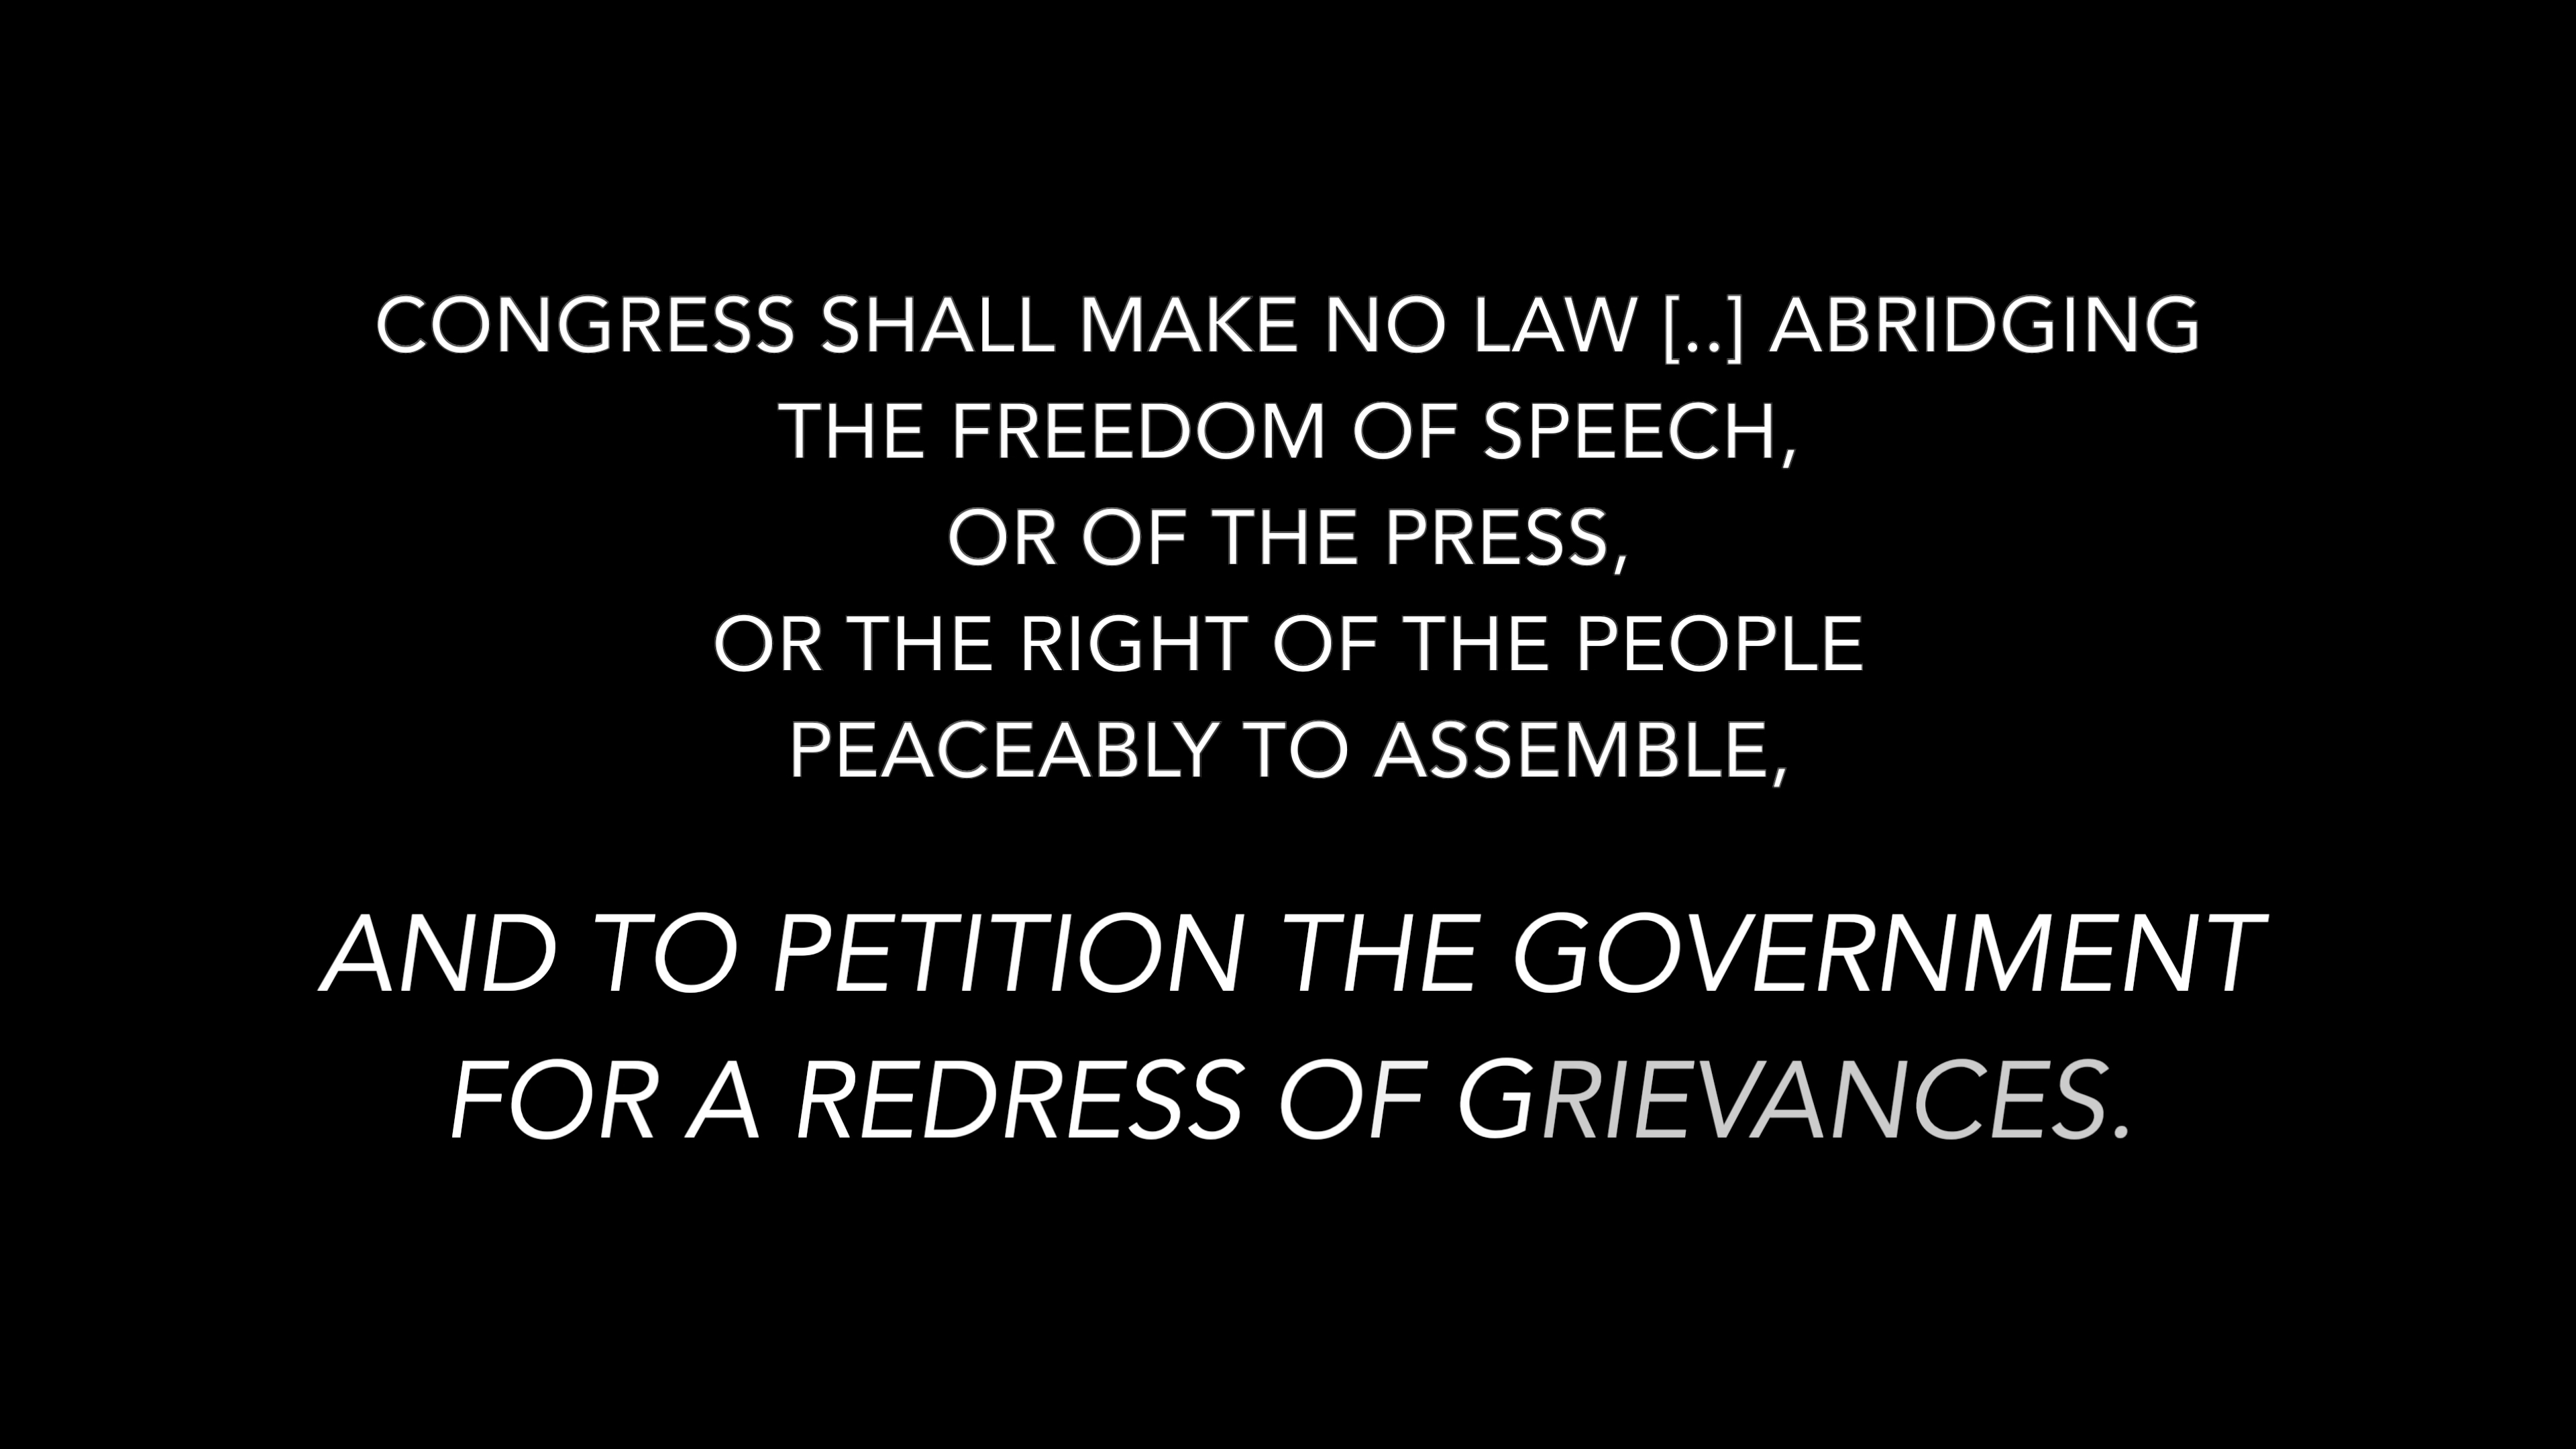 CONGRESS SHALL MAKE NO LAW [..] ABRIDGING
THE FREEDOM OF SPEECH,
OR OF THE PRESS,
OR THE RIGHT OF THE PEOPLE
PEACEABLY TO ASSEMBLE,
AND TO PETITION THE GOVERNMENT
FOR A REDRESS OF GRIEVANCES.